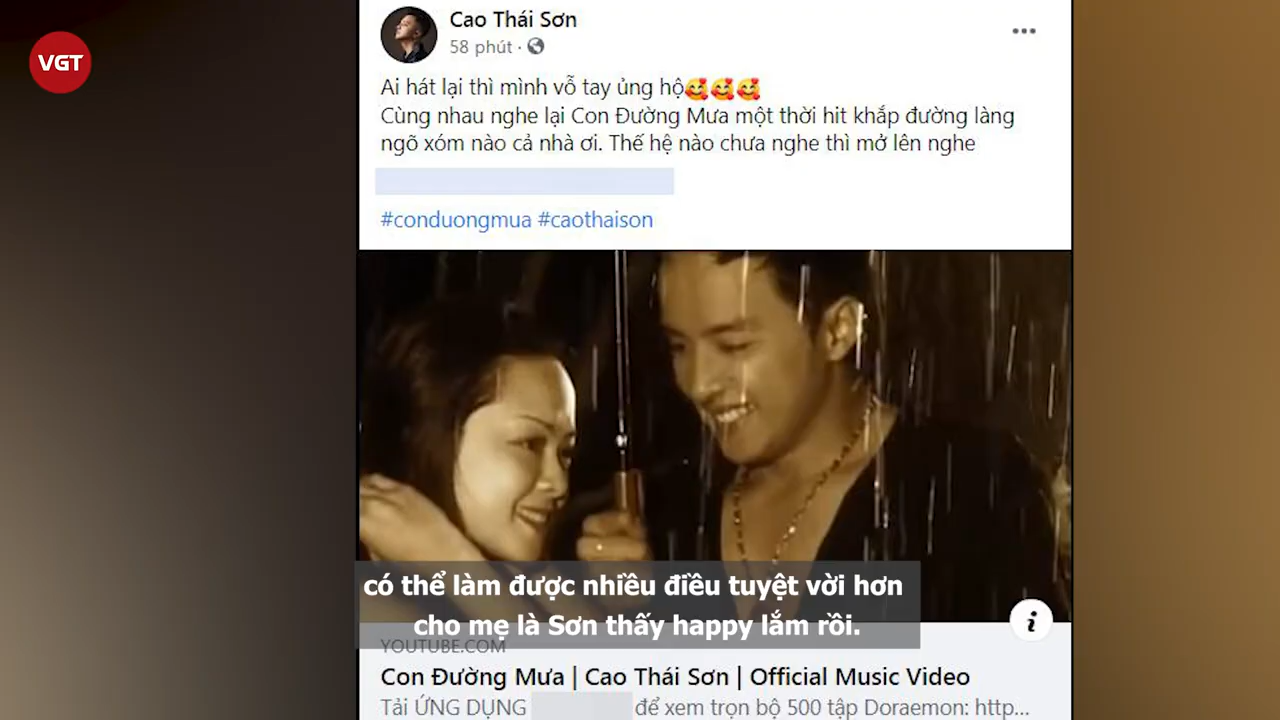 VGT
Cao Thái Sơn
58 phút ·
Ai hát lại thì mình vỗ tay ủng hộ🥰🥰🥰
Cùng nhau nghe lại Con Đường Mưa một thời hit khắp đường làng
ngõ xóm nào cả nhà ơi. Thế hệ nào chưa nghe thì mở lên nghe
#conduongmua #caothaison
có thể làm được nhiều điều tuyệt vời hơn
cho mẹ là Sơn thấy happy lắm rồi.
YOUTUBE.COM
Con Đường Mưa | Cao Thái Sơn | Official Music Video
Tải ỨNG DỤNG để xem trọn bộ 500 tập Doraemon: http...